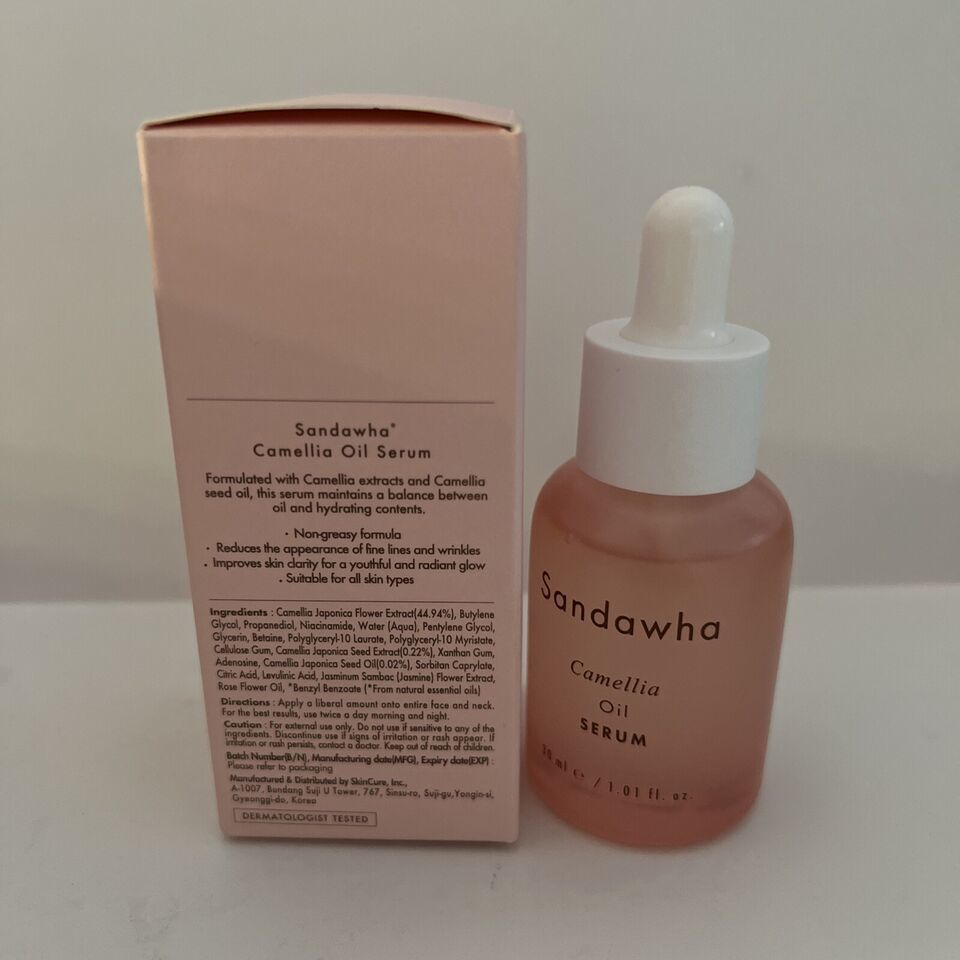 Sandawha®
Camellia Oil Serum
Formulated with Camellia extracts and Camellia
seed oil, this serum maintains a balance between
oil and hydrating contents.
· Non-greasy formula
· Reduces the appearance of fine lines and wrinkles
· Improves skin clarity for a youthful and radiant glow
· Suitable for all skin types
Ingredients : Camellia Japonica Flower Extract(44.94%), Butylene
Glycol, Propanediol, Niacinamide, Water (Aqua), Pentylene Glycol,
Glycerin, Betaine, Polyglyceryl-10 Laurate, Polyglyceryl-10 Myristate,
Cellulose Gum, Camellia Japonica Seed Extract(0.22%), Xanthan Gum,
Adenosine, Camellia Japonica Seed Oil(0.02%), Sorbitan Caprylate,
Citric Acid, Levulinic Acid, Jasminum Sambac (Jasmine) Flower Extract,
Rose Flower Oil, *Benzyl Benzoate (*From natural essential oils)
Directions : Apply a liberal amount onto entire face and neck.
For the best results, use twice a day morning and night.
Caution : For external use only. Do not use if sensitive to any of the
ingredients. Discontinue use if signs of irritation or rash appear. If
irritation or rash persists, contact a doctor. Keep out of reach of children.
Batch Number(B/N), Manufacturing date(MFG), Expiry date(EXP) :
Please refer to packaging
Manufactured & Distributed by SkinCure, Inc.,
A-1007, Bundang Suji U Tower, 767, Sinsu-ro, Suji-gu,Yongin-si,
Gyeonggi-do, Korea
DERMATOLOGIST TESTED
Sandawha
Camellia
Oil
SERUM
30 ml e / 1.01 fl. oz.